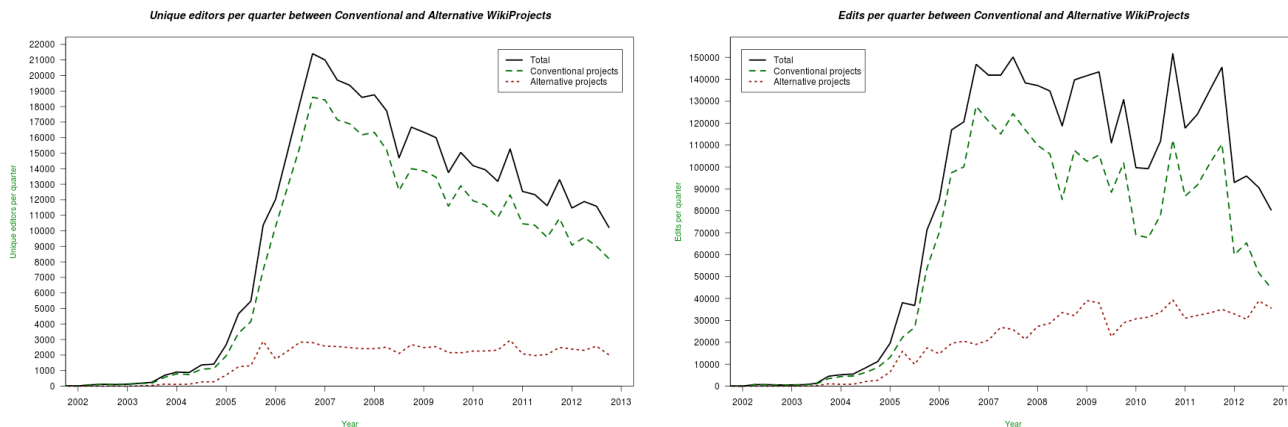 Unique editors per quarter between Conventional and Alternative WikiProjects
22000
21000
20000
19000
18000
17000
16000
15000
14000
13000
12000
11000
10000
9000
8000
7000
6000
5000
4000
3000
2000
1000
0
Unique editors per quarter
Total
Conventional projects
Alternative projects
2002 2003 2004 2005 2006 2007 2008 2009 2010 2011 2012 2013
Year
Edits per quarter between Conventional and Alternative WikiProjects
150000
140000
130000
120000
110000
100000
90000
80000
70000
60000
50000
40000
30000
20000
10000
0
Edits per quarter
Total
Conventional projects
Alternative projects
2002 2003 2004 2005 2006 2007 2008 2009 2010 2011 2012 201
Year